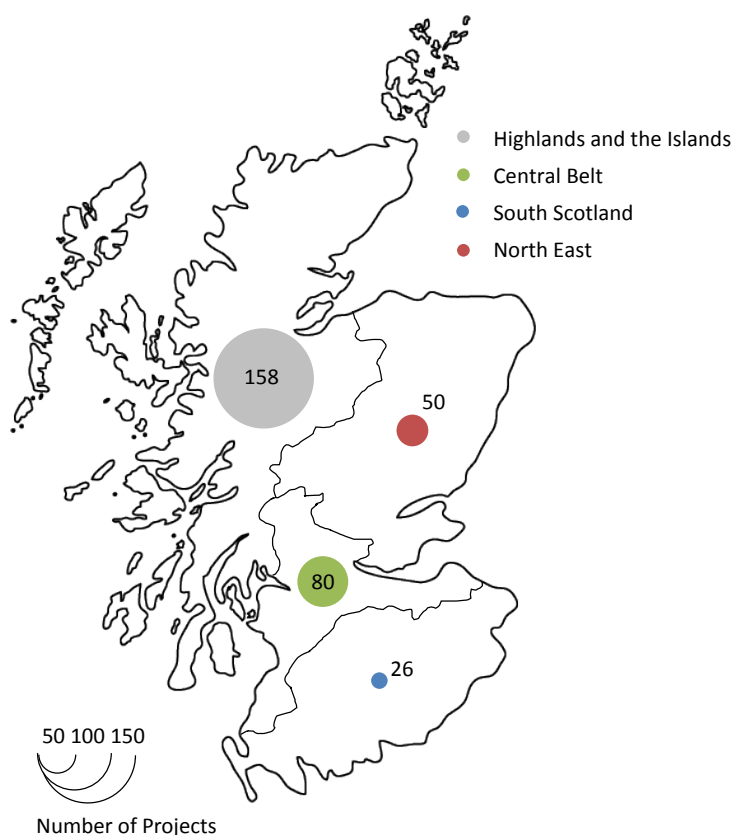 Highlands and the Islands
Central Belt
South Scotland
North East
158
50
80
26
50 100 150
Number of Projects